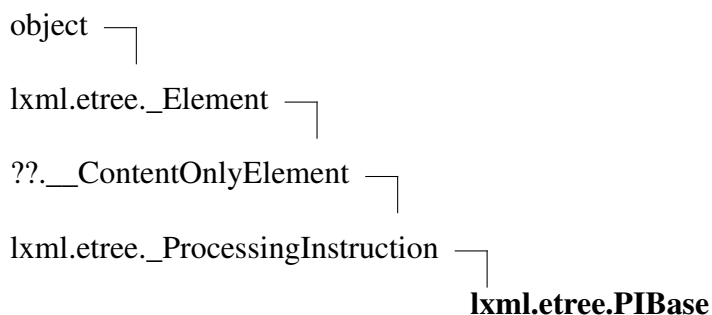 object
lxml.etree._Element
??.__ContentOnlyElement
lxml.etree._ProcessingInstruction
lxml.etree.PIBase